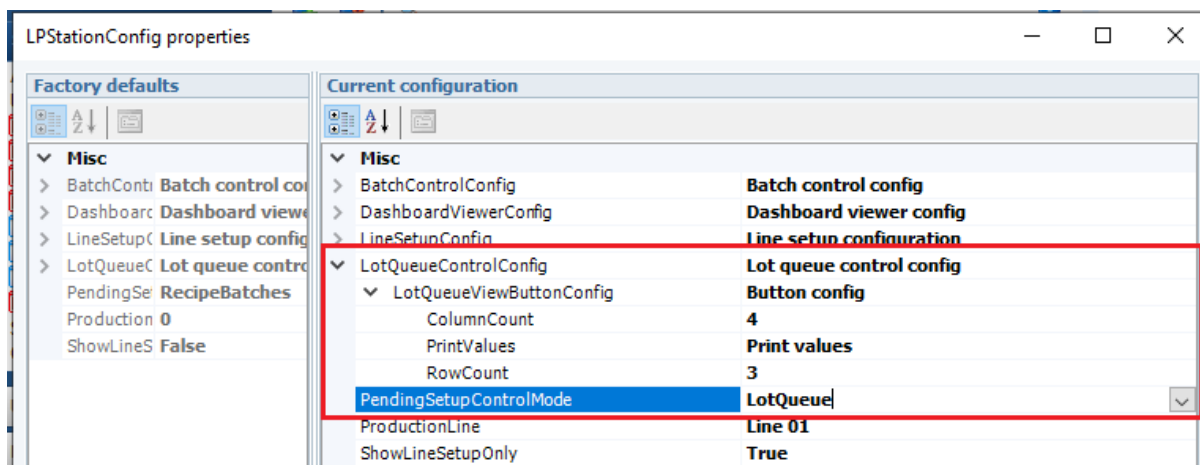 LPStationConfig properties
Factory defaults
Misc
BatchContr Batch control con
Dashboard Dashboard viewe
LineSetupC Line setup config
LotQueueC Lot queue contro
PendingSet RecipeBatches
Production 0
ShowLineS False
Current configuration
Misc
BatchControlConfig Batch control config
DashboardViewerConfig Dashboard viewer config
LineSetupConfig Line setup configuration
LotQueueControlConfig Lot queue control config
LotQueueViewButtonConfig Button config
ColumnCount 4
PrintValues Print values
RowCount 3
PendingSetupControlMode LotQueue
ProductionLine Line 01
ShowLineSetupOnly True